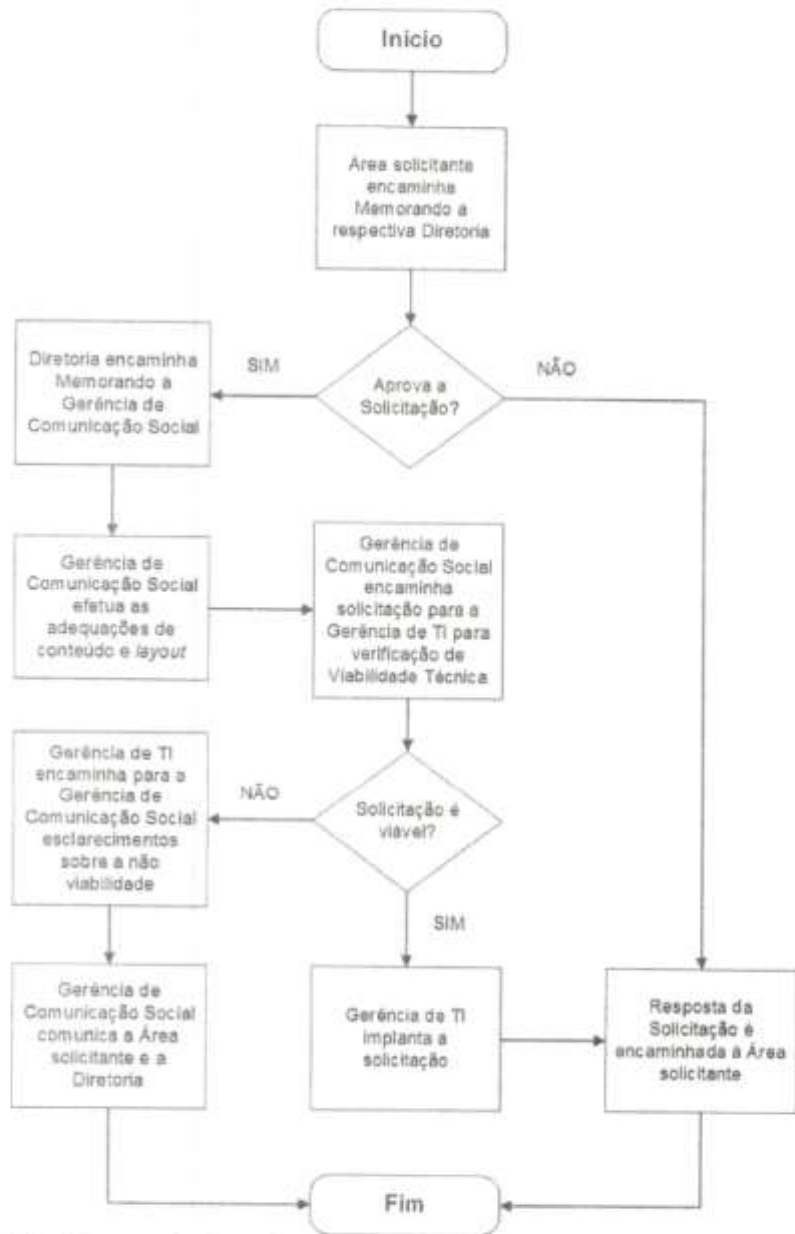 Início
Área solicitante
encaminha
Memorando à
respectiva Diretoria
Aprova a
Solicitação?
SIM
NÃO
Diretoria encaminha
Memorando à
Gerência de
Comunicação Social
Gerência de
Comunicação Social
efetua as
adequações de
conteúdo e layout
Gerência de
Comunicação Social
encaminha
solicitação para a
Gerência de TI para
verificação de
Viabilidade Técnica
Solicitação é
viável?
NÃO
SIM
Gerência de TI
encaminha para a
Gerência de
Comunicação Social
esclarecimentos
sobre a não
viabilidade
Gerência de
Comunicação Social
comunica a Área
solicitante e a
Diretoria
Gerência de TI
implanta a
solicitação
Resposta da
Solicitação é
encaminhada à Área
solicitante
Fim